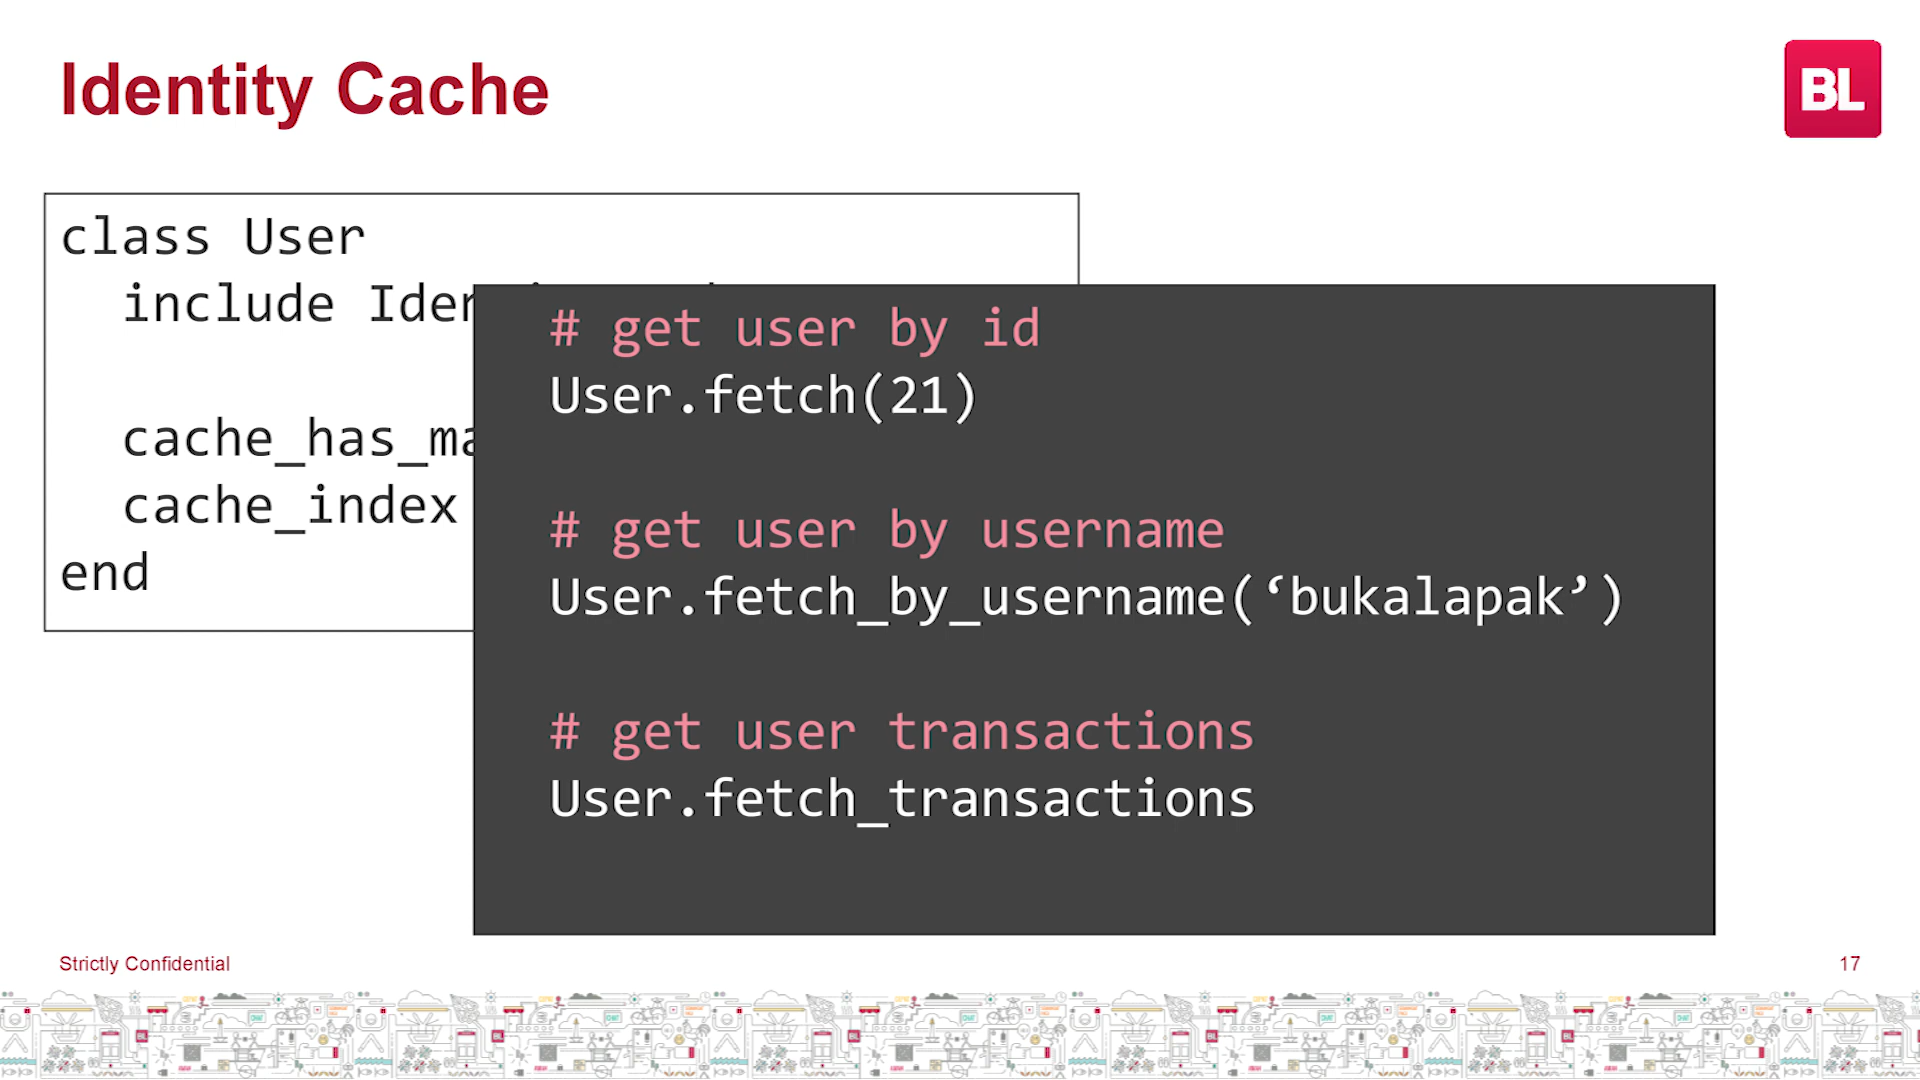 Identity Cache
BL
class User
include Iden
cache_has_ma
cache_index
end
# get user by id
User.fetch(21)
# get user by username
User.fetch_by_username(‘bukalapak’)
# get user transactions
User.fetch_transactions
Strictly Confidential
17